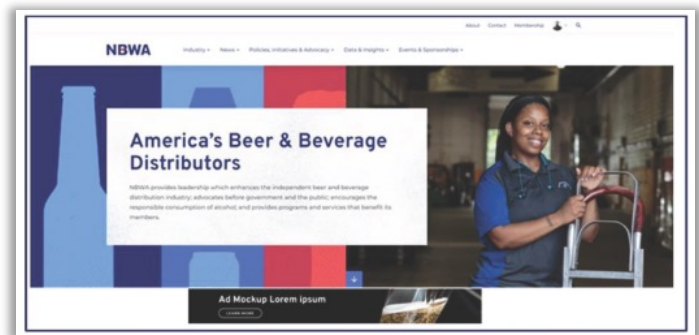 About Contact Membership
NBWA
Industry News Policies, Initiatives & Advocacy Data & Insights Events & Sponsorships
America's Beer & Beverage
Distributors
NBWA provides leadership which enhances the independent beer and beverage
distribution industry; advocates before government and the public; encourages the
responsible consumption of alcohol; and provides programs and services that benefit its
members.
Ad Mockup Lorem ipsum
LEARN MORE